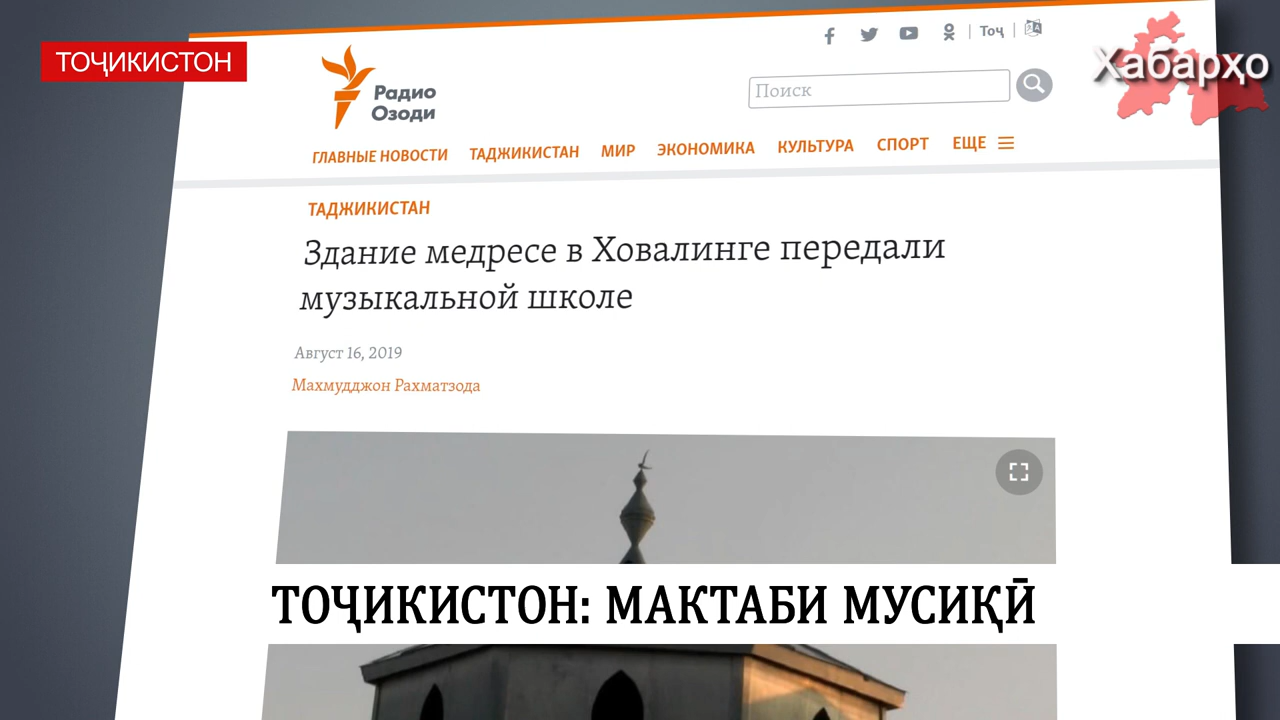 ТОҶИКИСТОН
Хабарҳо
Тоҷ
Радио
Озоди
Поиск
ГЛАВНЫЕ НОВОСТИ ТАДЖИКИСТАН МИР ЭКОНОМИКА КУЛЬТУРА СПОРТ ЕЩЕ
ТАДЖИКИСТАН
Здание медресе в Ховалинге передали
музыкальной школе
Август 16, 2019
Махмудджон Рахматзода
ТОҶИКИСТОН: МАКТАБИ МУСИҚӢ